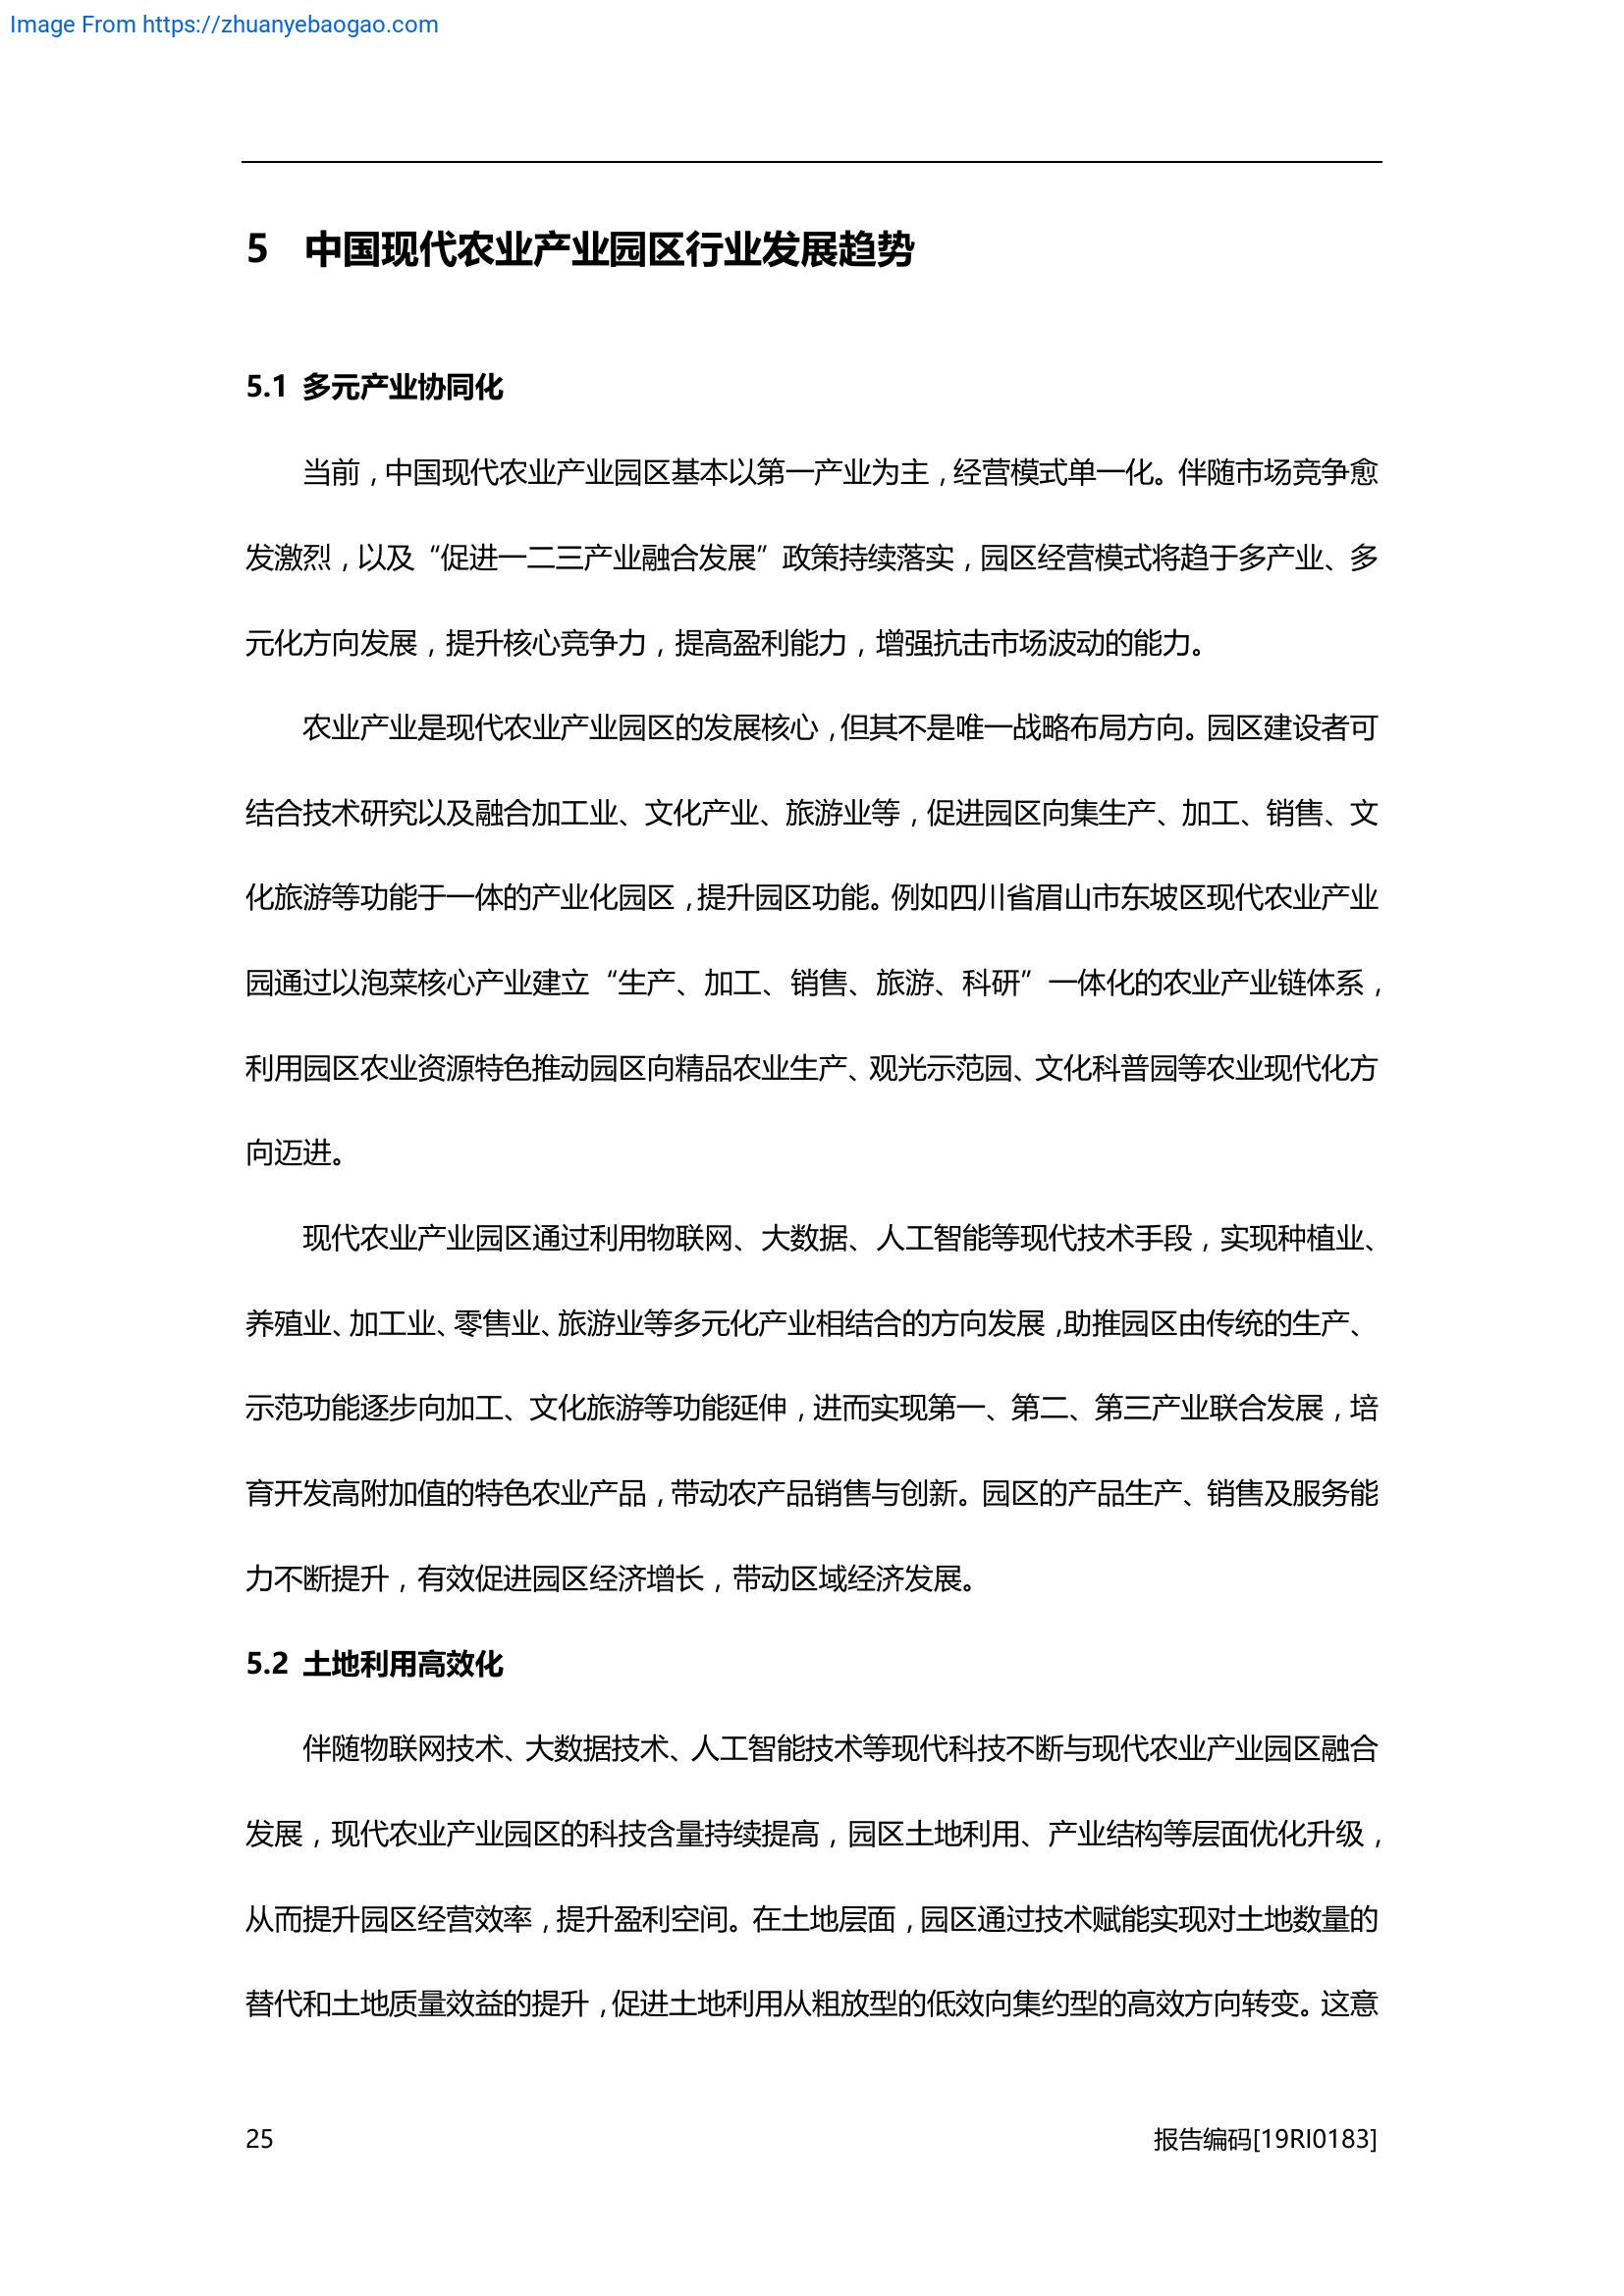 Image From https://zhuanyebaogao.com
5 中国现代农业产业园区行业发展趋势
5.1 多元产业协同化
当前，中国现代农业产业园区基本以第一产业为主，经营模式单一化。伴随市场竞争愈
发激烈，以及“促进一二三产业融合发展”政策持续落实，园区经营模式将趋于多产业、多
元化方向发展，提升核心竞争力，提高盈利能力，增强抗击市场波动的能力。
农业产业是现代农业产业园区的发展核心，但其不是唯一战略布局方向。园区建设者可
结合技术研究以及融合加工业、文化产业、旅游业等，促进园区向集生产、加工、销售、文
化旅游等功能于一体的产业化园区，提升园区功能。例如四川省眉山市东坡区现代农业产业
园通过以泡菜核心产业建立“生产、加工、销售、旅游、科研”一体化的农业产业链体系，
利用园区农业资源特色推动园区向精品农业生产、观光示范园、文化科普园等农业现代化方
向迈进。
现代农业产业园区通过利用物联网、大数据、人工智能等现代技术手段，实现种植业、
养殖业、加工业、零售业、旅游业等多元化产业相结合的方向发展，助推园区由传统的生产、
示范功能逐步向加工、文化旅游等功能延伸，进而实现第一、第二、第三产业联合发展，培
育开发高附加值的特色农业产品，带动农产品销售与创新。园区的产品生产、销售及服务能
力不断提升，有效促进园区经济增长，带动区域经济发展。
5.2 土地利用高效化
伴随物联网技术、大数据技术、人工智能技术等现代科技不断与现代农业产业园区融合
发展，现代农业产业园区的科技含量持续提高，园区土地利用、产业结构等层面优化升级，
从而提升园区经营效率，提升盈利空间。在土地层面，园区通过技术赋能实现对土地数量的
替代和土地质量效益的提升，促进土地利用从粗放型的低效向集约型的高效方向转变。这意
25 报告编码[19RI0183]